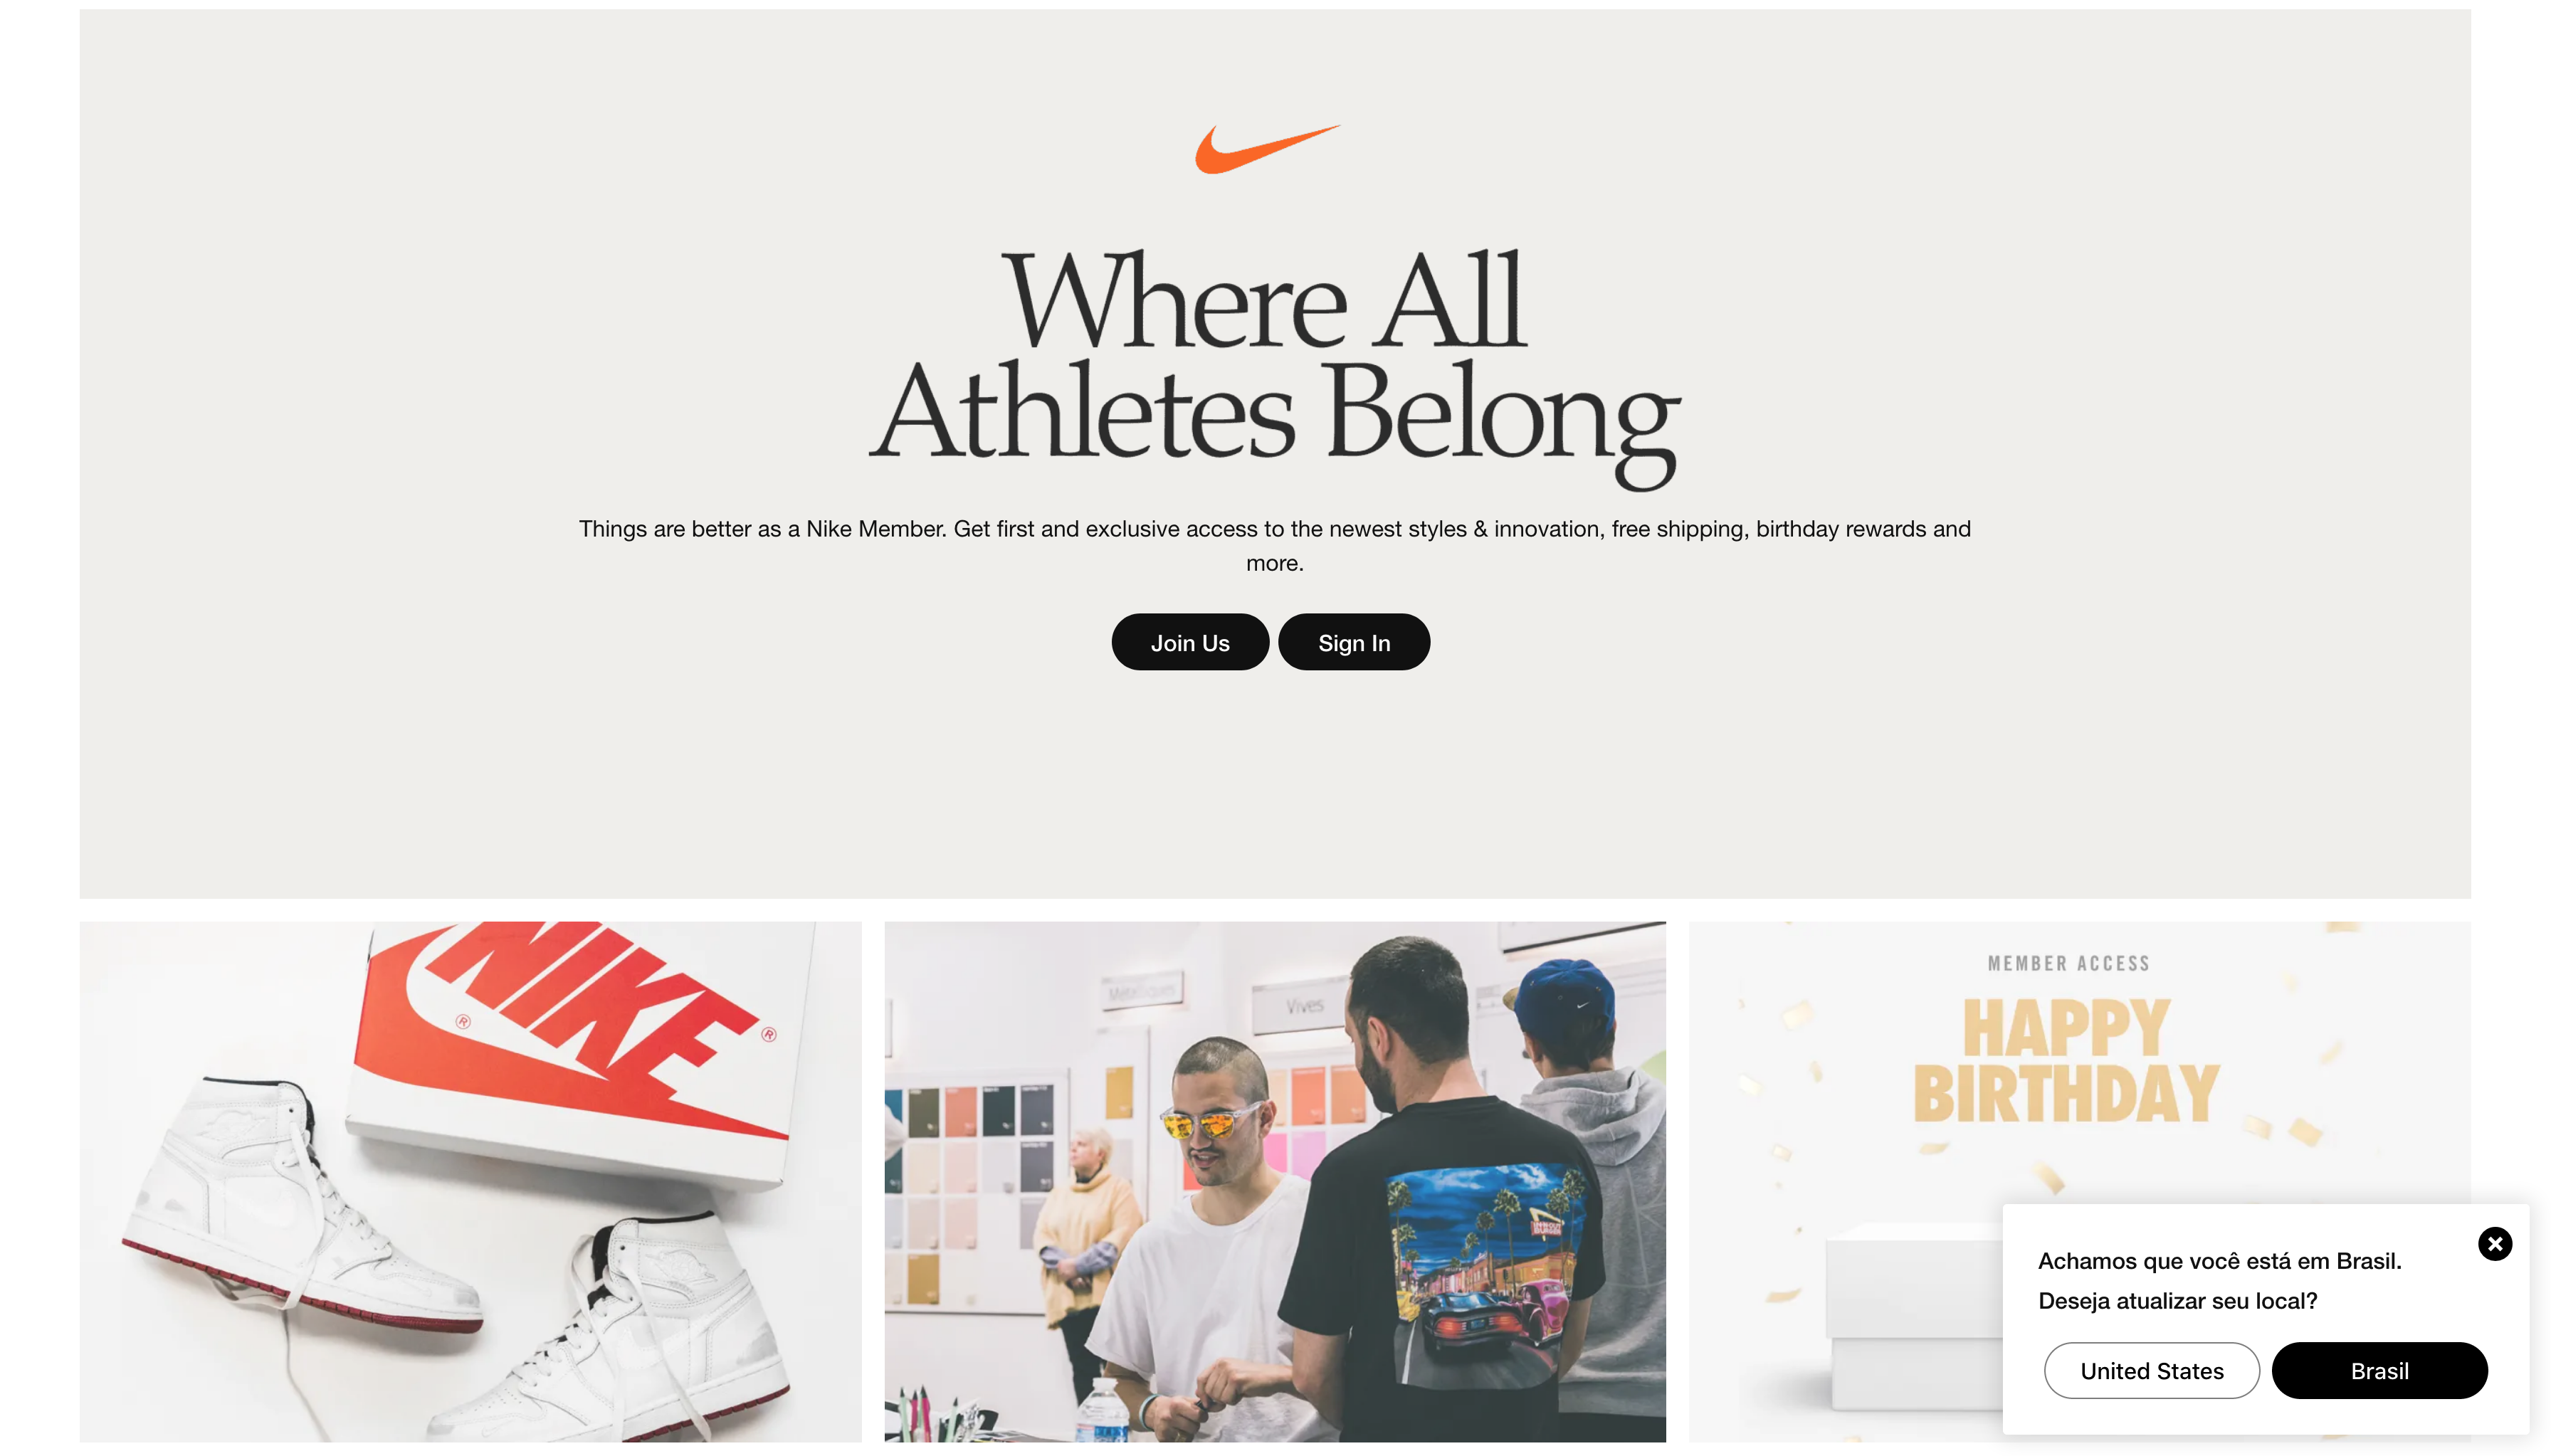 Where All
Athletes Belong
Things are better as a Nike Member. Get first and exclusive access to the newest styles & innovation, free shipping, birthday rewards and
more.
Join Us
Sign In
NIKE
®
®
Vives
MEMBER ACCESS
HAPPY
BIRTHDAY
Achamos que você está em Brasil.
Deseja atualizar seu local?
United States
Brasil